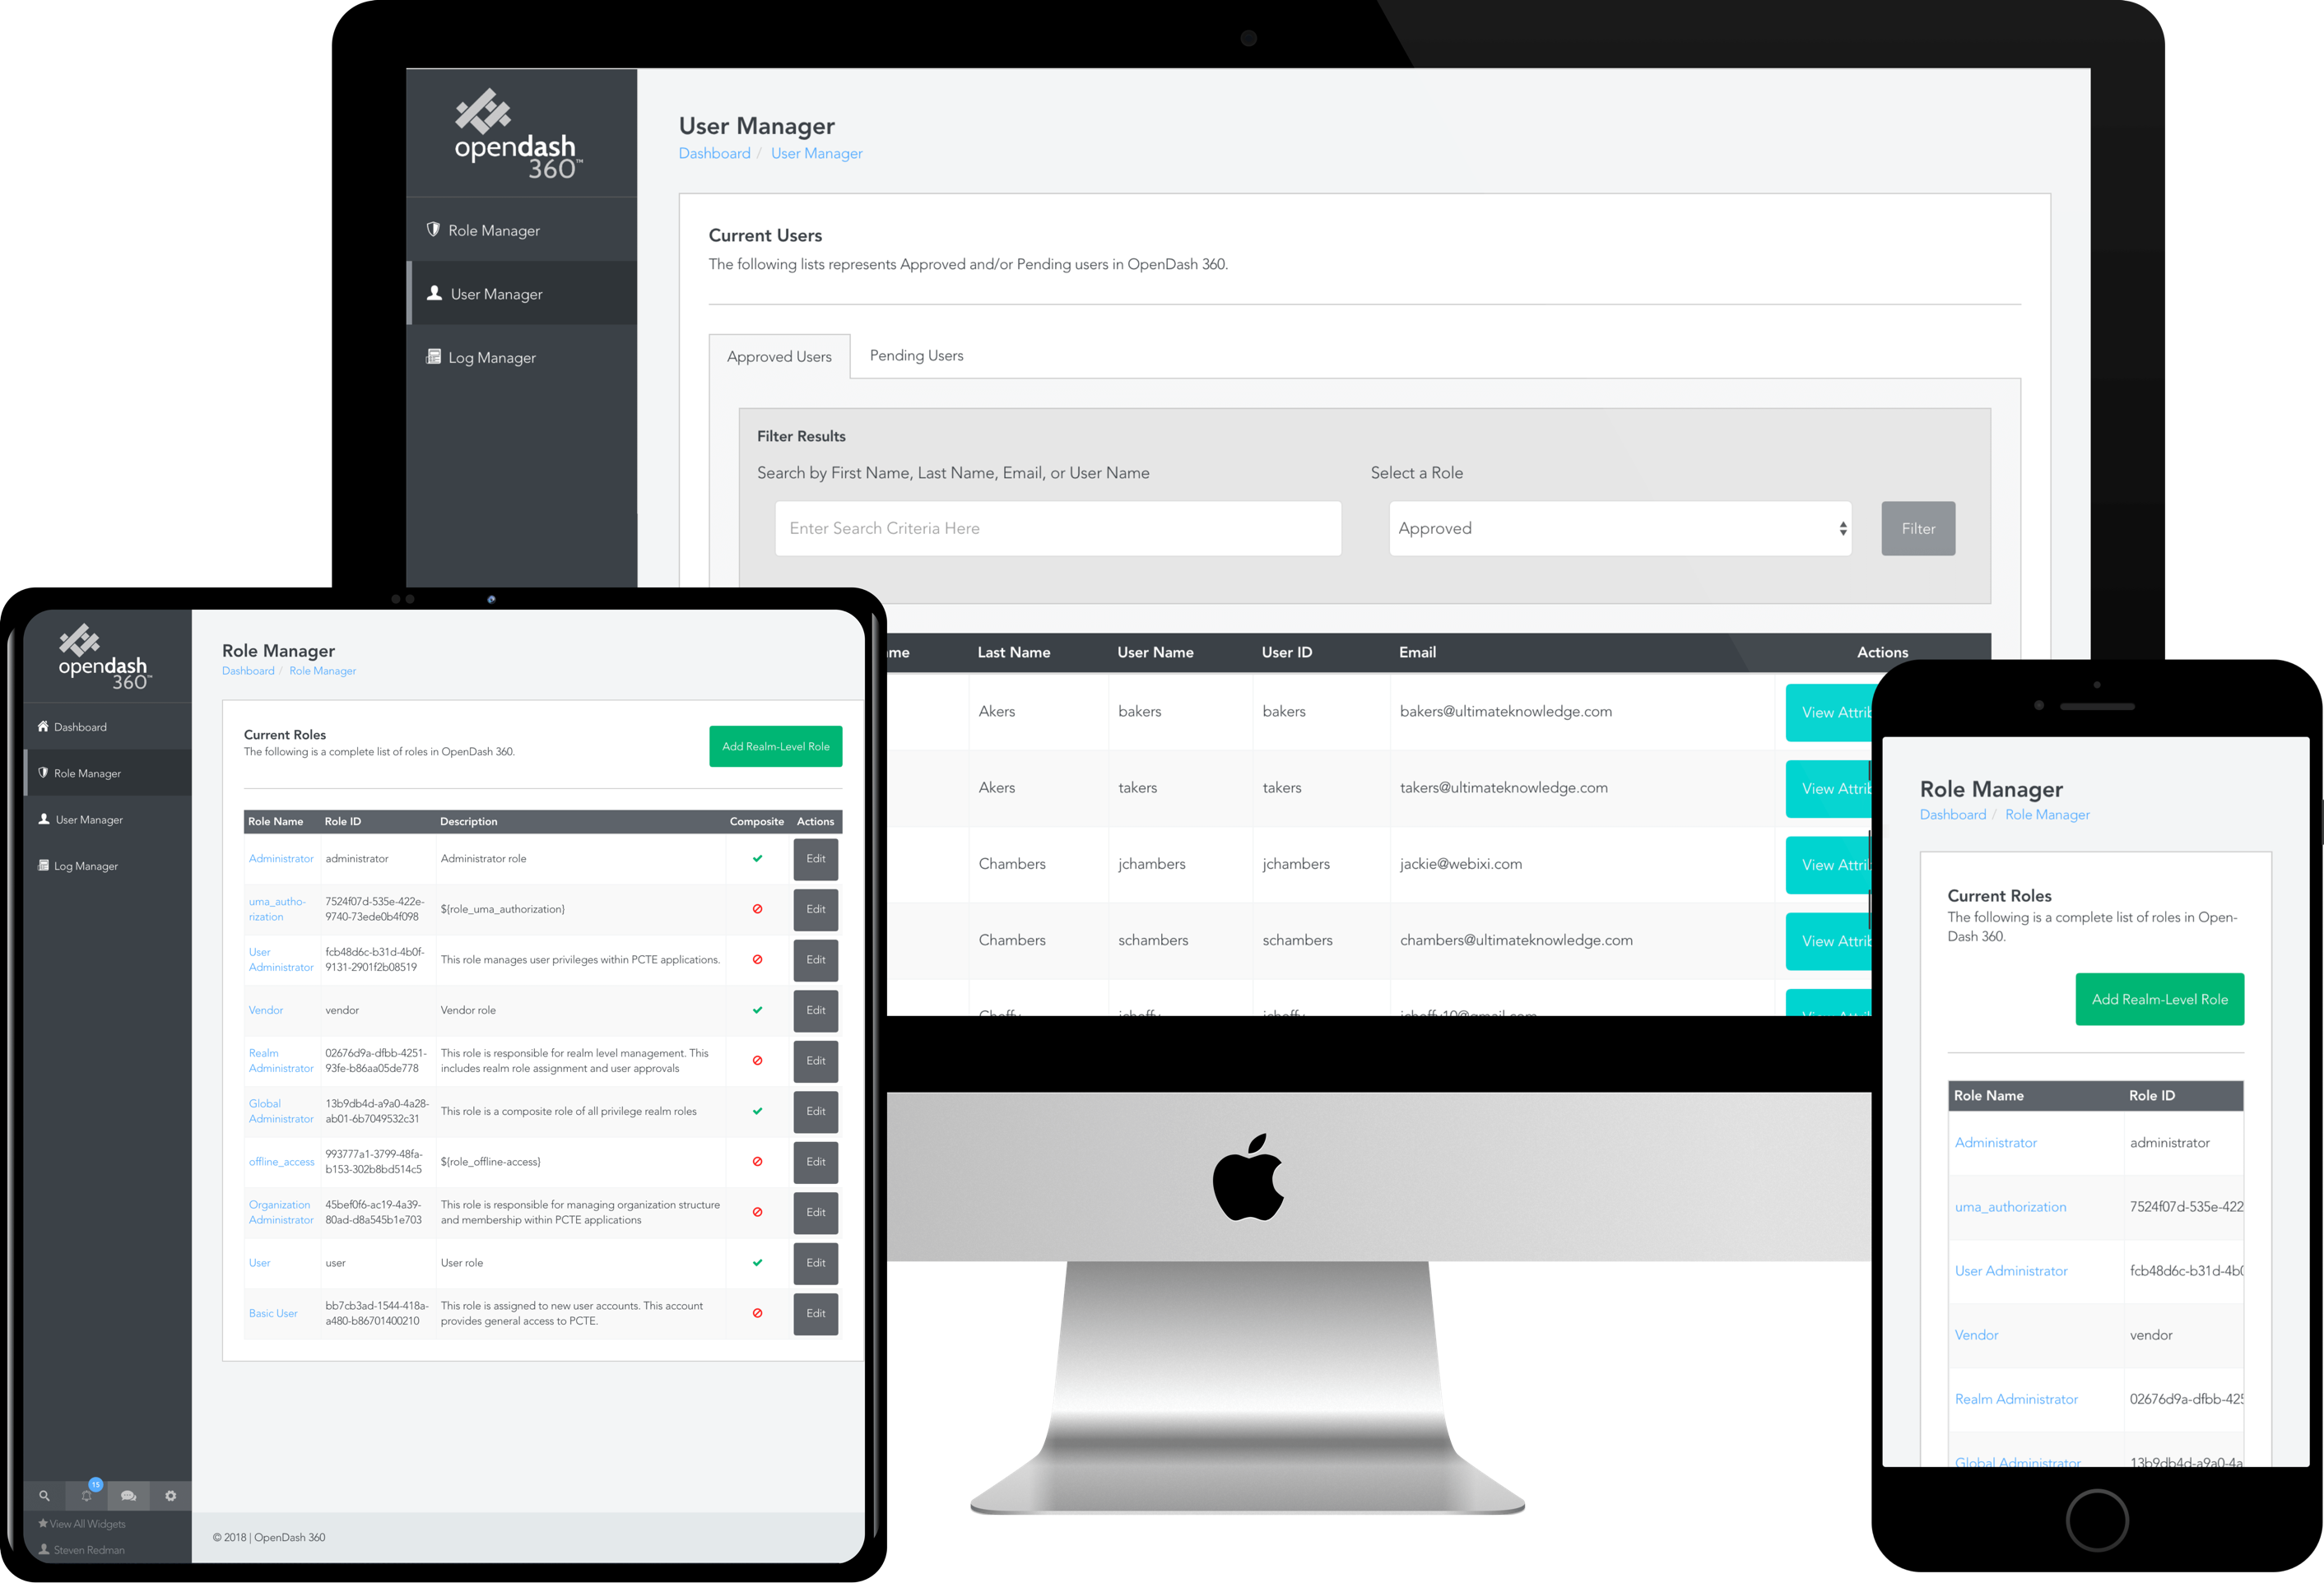 opendash
360™
Role Manager
User Manager
Log Manager
User Manager
Dashboard / User Manager
Current Users
The following lists represents Approved and/or Pending users in OpenDash 360.
Approved Users
Pending Users
Filter Results
Search by First Name, Last Name, Email, or User Name
Select a Role
Enter Search Criteria Here
Approved
Filter
Last Name User Name User ID Email Actions
Akers bakers bakers bakers@ultimateknowledge.com View
Akers takers takers takers@ultimateknowledge.com View
Chambers jchambers jchambers jackie@webixi.com View
Chambers schambers schambers chambers@ultimateknowledge.com View
opendash
360™
Dashboard
Role Manager
User Manager
Log Manager
15
View All Widgets
Steven Redman
Role Manager
Dashboard / Role Manager
Current Roles
The following is a complete list of roles in OpenDash 360.
Add Realm-Level Role
Role Name Role ID Description Composite Actions
Administrator administrator Administrator role Edit
uma_autho-
rization
7524f07d-535e-422e-
9740-73ede0b4f098
${role_uma_authorization}
Edit
User
Administrator
fcb48d6c-b31d-4b0f-
9131-2901f2b08519
This role manages user privileges within PCTE applications.
Edit
Vendor vendor Vendor role Edit
Realm
Administrator
02676d9a-dfbb-4251-
93fe-b86aa05de778
This role is responsible for realm level management. This
includes realm role assignment and user approvals
Edit
Global
Administrator
13b9db4d-a9a0-4a28-
ab01-6b7049532c31
This role is a composite role of all privilege realm roles
Edit
offline_access
993777a1-3799-48fa-
b153-302b8bd514c5
${role_offline-access}
Edit
Organization
Administrator
45bef0f6-ac19-4a39-
80ad-d8a545b1e703
This role is responsible for managing organization structure
and membership within PCTE applications
Edit
User user User role Edit
Basic User
bb7cb3ad-1544-418a-
a480-b86701400210
This role is assigned to new user accounts. This account
provides general access to PCTE.
Edit
© 2018 | OpenDash 360
Role Manager
Dashboard / Role Manager
Current Roles
The following is a complete list of roles in Open-
Dash 360.
Add Realm-Level Role
Role Name Role ID
Administrator administrator
uma_authorization 7524f07d-535e-422
User Administrator fcb48d6c-b31d-4b
Vendor vendor
Realm Administrator 02676d9a-dfbb-425
Global Administrator 13b9db4d-a9a0-4a